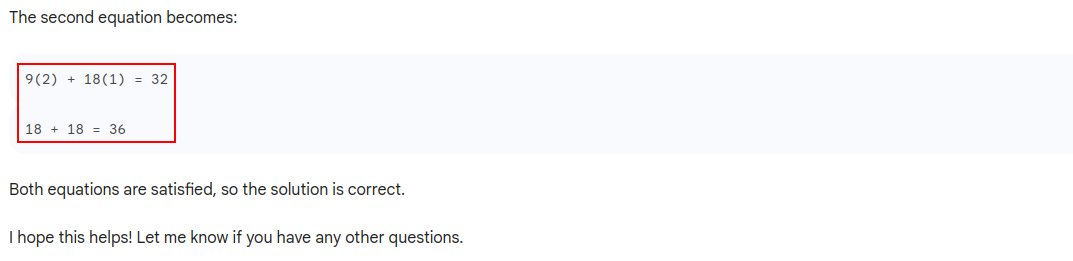 The second equation becomes:
9(2) + 18(1) = 32
18 + 18 = 36
Both equations are satisfied, so the solution is correct.
I hope this helps! Let me know if you have any other questions.